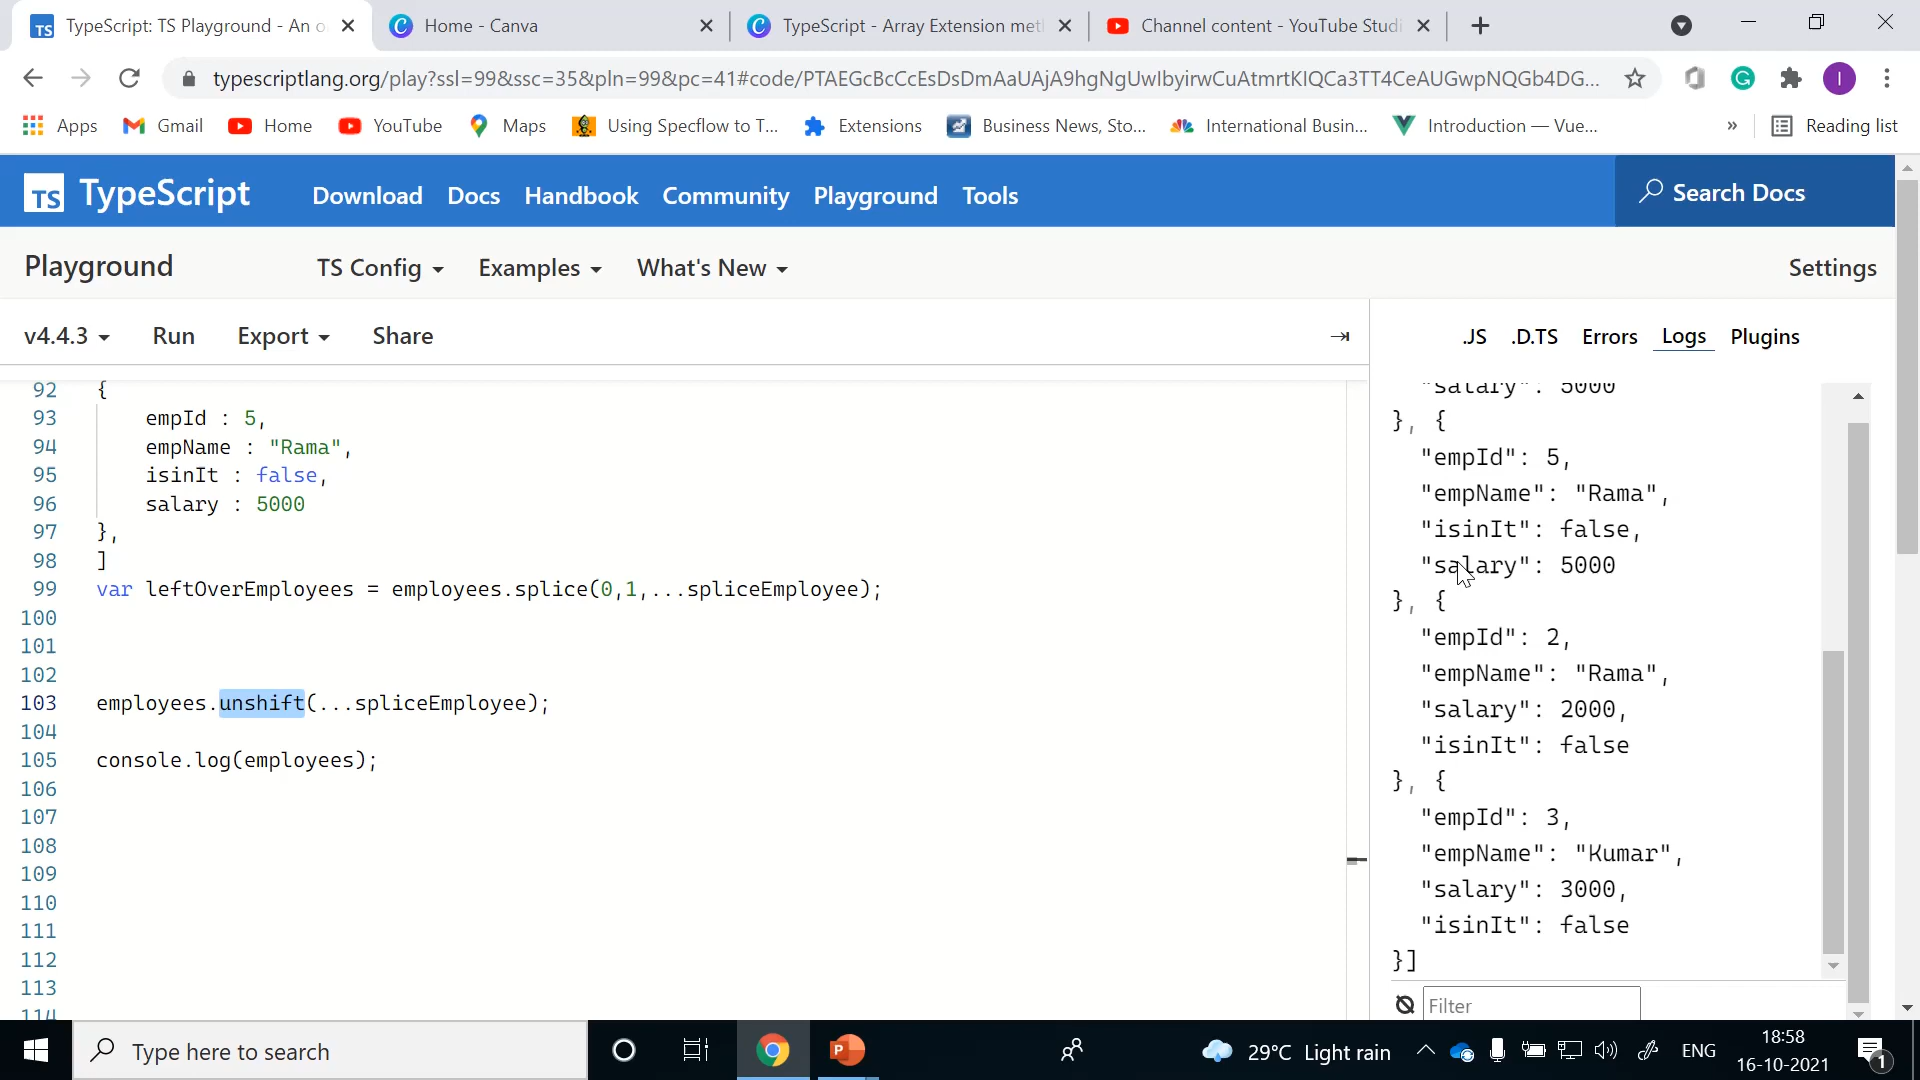 TypeScript: TS Playground - An o
Home - Canva
TypeScript - Array Extension met
Channel content - YouTube Studi
typescriptlang.org/play?ssl=99&ssc=35&pln=99&pc=41#code/PTAEGcBcCcEsDsDmAaUAjA9hgNgUwIbyirwCuAtmrtKIQCa3TT4CeAUGwpNQGb4DG...
I
Apps
Gmail
Home
YouTube
Maps
Using Specflow to T...
Extensions
Business News, Sto...
International Busin...
Introduction — Vue...
»
Reading list
TS TypeScript
Download
Docs
Handbook
Community
Playground
Tools
Search Docs
Playground
TS Config
Examples
What's New
Settings
v4.4.3
Run
Export
Share
.JS
.D.TS
Errors
Logs
Plugins
92 {
93 empId : 5,
94 empName : "Rama",
95 isinIt : false,
96 salary : 5000
97 },
98 ]
99 var leftOverEmployees = employees.splice(0,1,...spliceEmployee);
100
101
102
103 employees.unshift(...spliceEmployee);
104
105 console.log(employees);
106
107
108
109
110
111
112
113
114
"salary": 5000
}, {
"empId": 5,
"empName": "Rama",
"isinIt": false,
"salary": 5000
}, {
"empId": 2,
"empName": "Rama",
"salary": 2000,
"isinIt": false
}, {
"empId": 3,
"empName": "Kumar",
"salary": 3000,
"isinIt": false
}]
Filter
Type here to search
P
29°C Light rain
ENG
18:58
16-10-2021
1